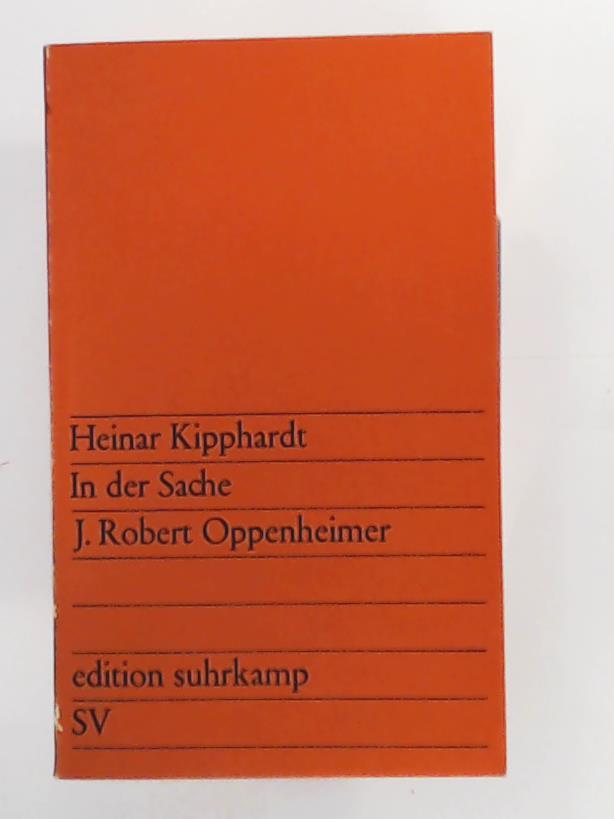 Heinar Kipphardt
In der Sache
J. Robert Oppenheimer
edition suhrkamp
SV